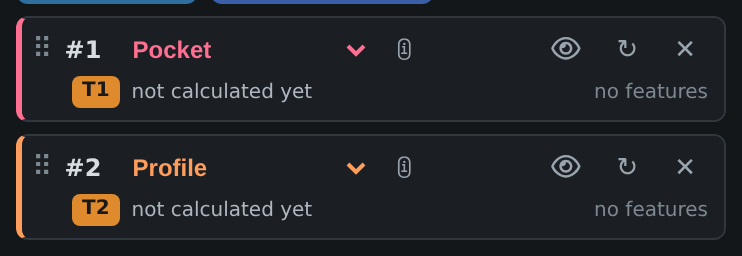 #1 Pocket
T1 not calculated yet no features
#2 Profile
T2 not calculated yet no features